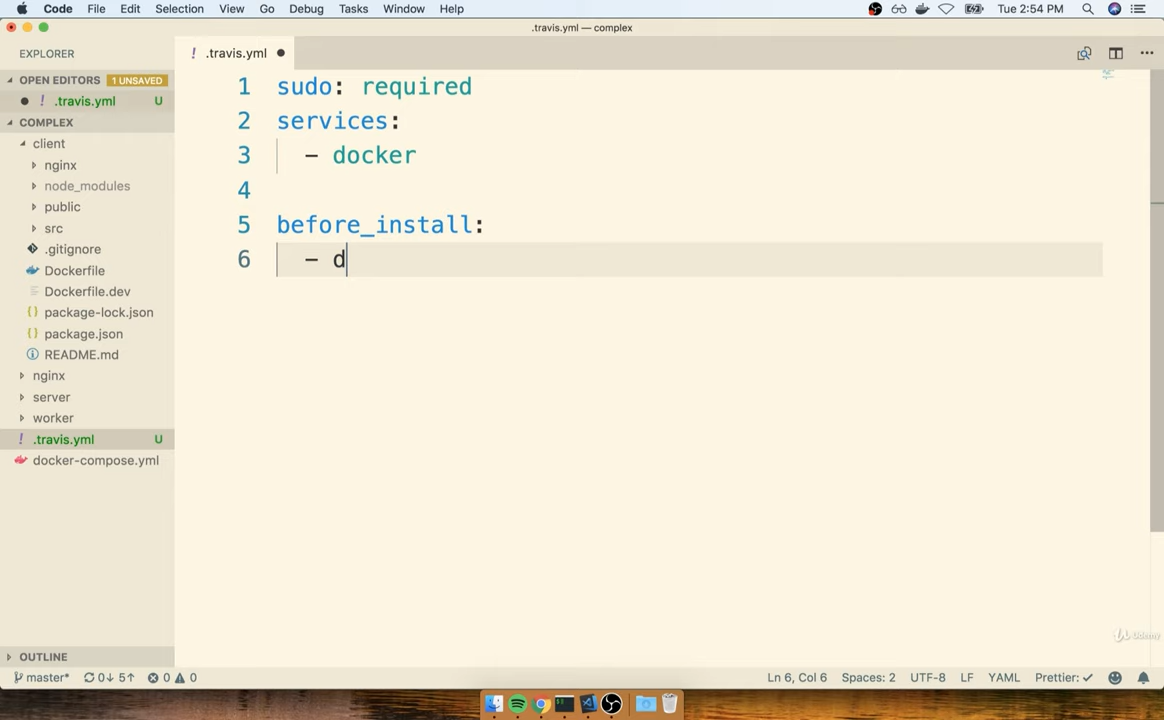 Code File Edit Selection View Go Debug Tasks Window Help Tue 2:54 PM
.travis.yml — complex
EXPLORER
! .travis.yml ●
OPEN EDITORS 1 UNSAVED
● ! .travis.yml U
COMPLEX
client
nginx
node_modules
public
src
.gitignore
Dockerfile
Dockerfile.dev
{} package-lock.json
{} package.json
README.md
nginx
server
worker
! .travis.yml U
docker-compose.yml
OUTLINE
1 sudo: required
2 services:
3 - docker
4
5 before_install:
6 - d
Udemy
master* 0↓ 5↑ 0 0 Ln 6, Col 6 Spaces: 2 UTF-8 LF YAML Prettier: ✓